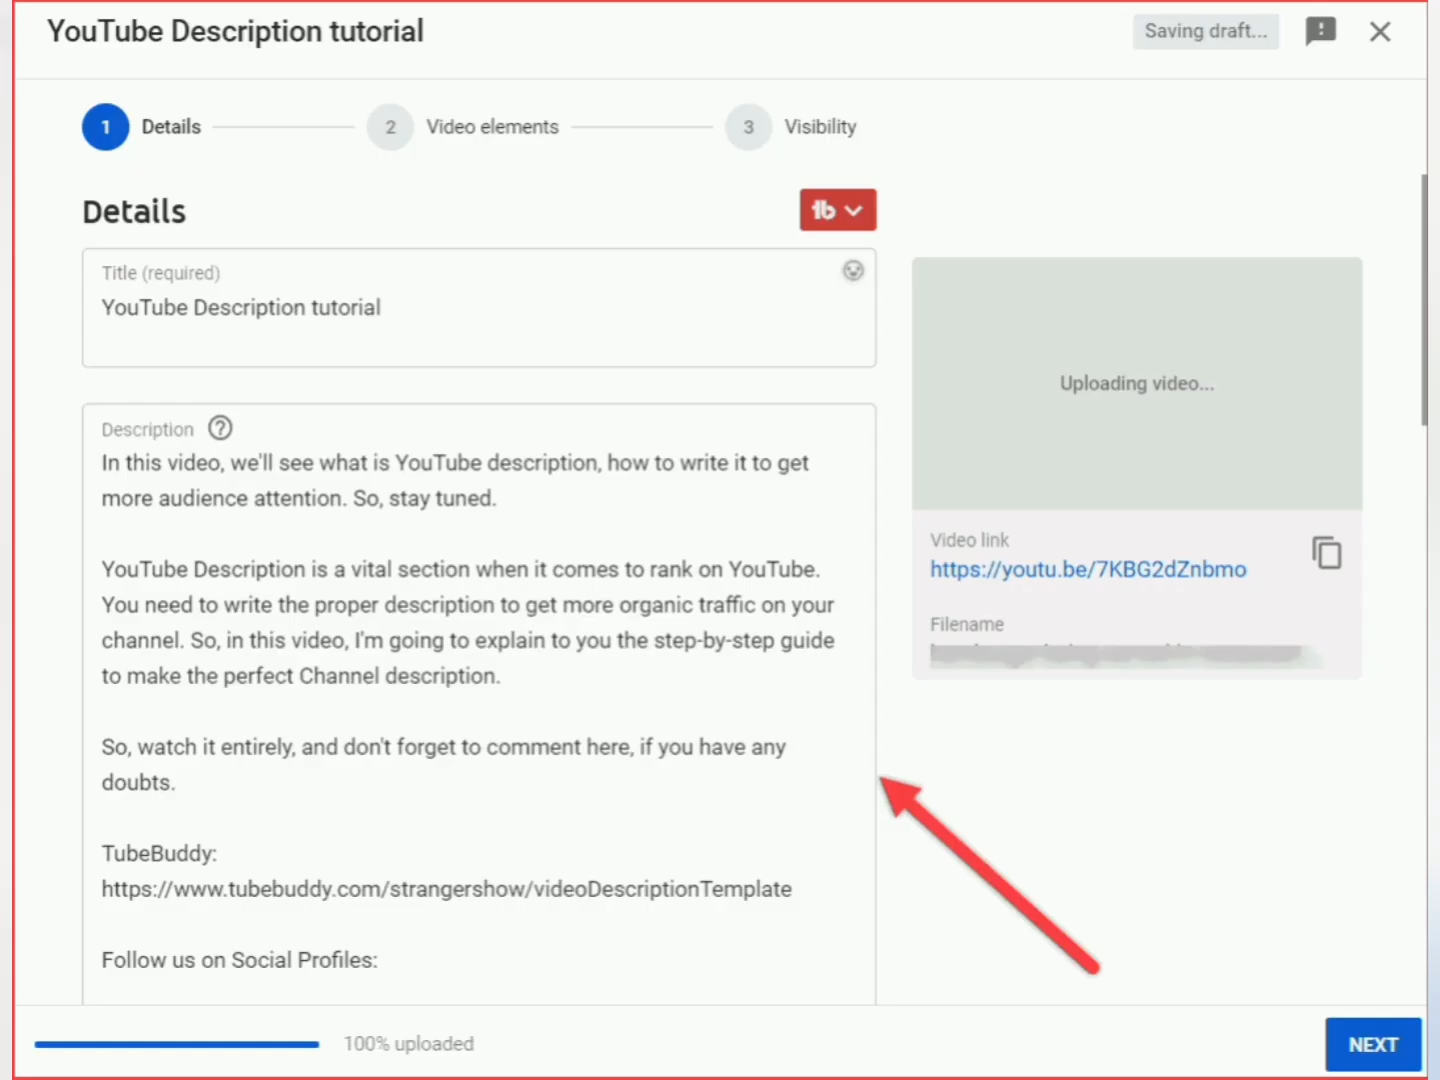 YouTube Description tutorial
Saving draft...
1 Details
2 Video elements
3 Visibility
Details
tb
Title (required)
YouTube Description tutorial
Uploading video...
Video link
https://youtu.be/7KBG2dZnbmo
Filename
Description ?
In this video, we'll see what is YouTube description, how to write it to get
more audience attention. So, stay tuned.
YouTube Description is a vital section when it comes to rank on YouTube.
You need to write the proper description to get more organic traffic on your
channel. So, in this video, I'm going to explain to you the step-by-step guide
to make the perfect Channel description.
So, watch it entirely, and don't forget to comment here, if you have any
doubts.
TubeBuddy:
https://www.tubebuddy.com/strangershow/videoDescriptionTemplate
Follow us on Social Profiles:
100% uploaded
NEXT